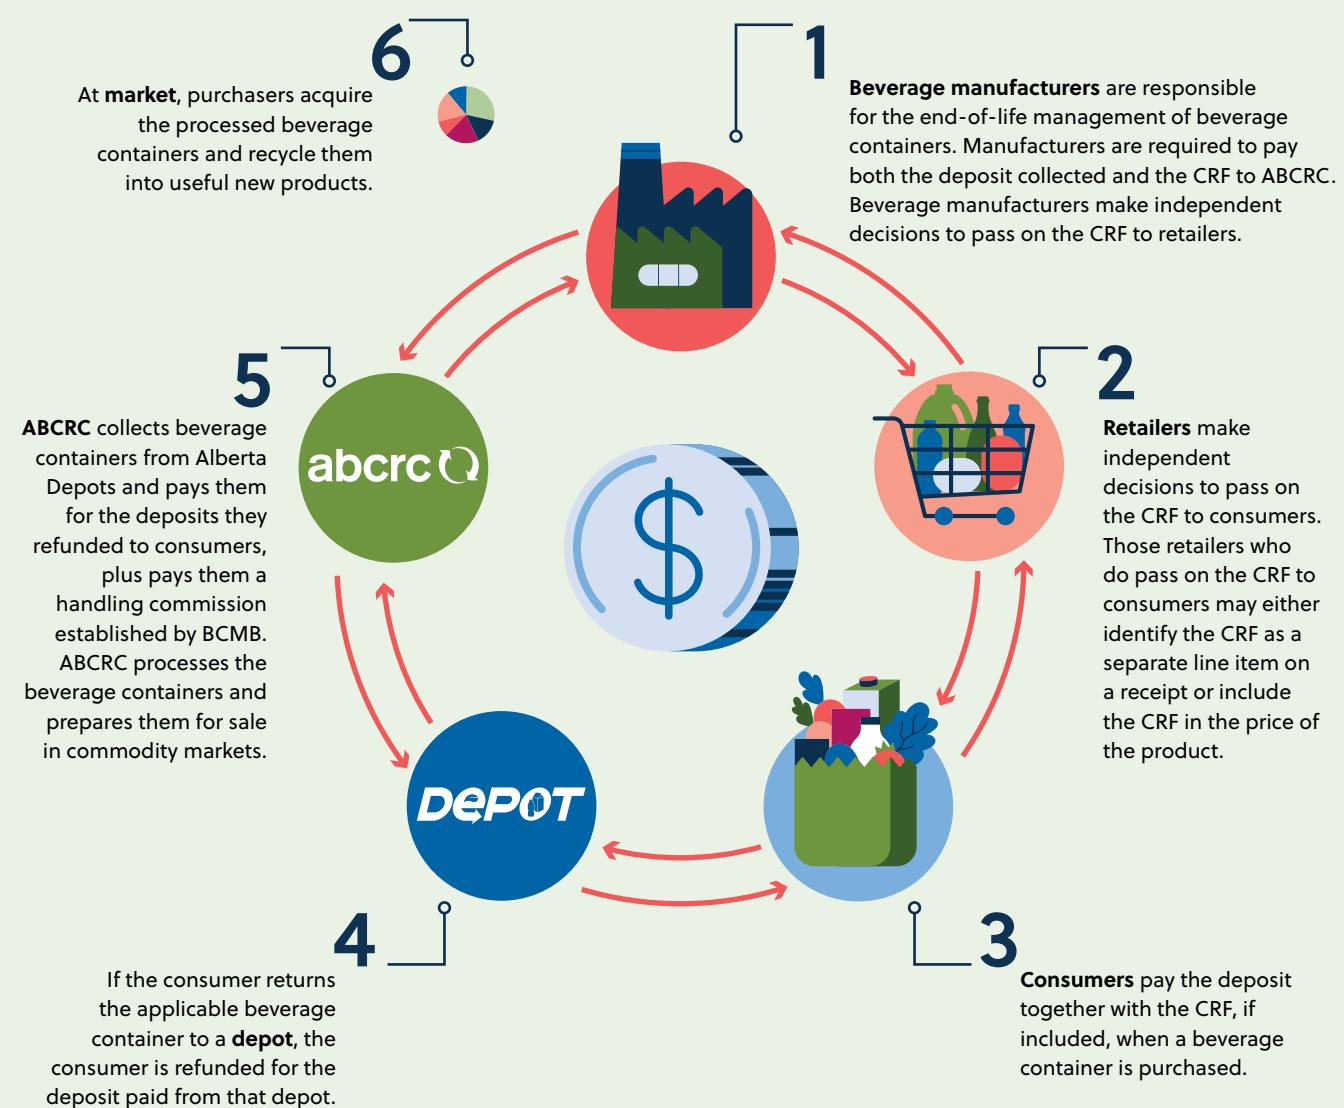 1
Beverage manufacturers are responsible
for the end-of-life management of beverage
containers. Manufacturers are required to pay
both the deposit collected and the CRF to ABCRC.
Beverage manufacturers make independent
decisions to pass on the CRF to retailers.
2
Retailers make
independent
decisions to pass on
the CRF to consumers.
Those retailers who
do pass on the CRF to
consumers may either
identify the CRF as a
separate line item on
a receipt or include
the CRF in the price of
the product.
3
Consumers pay the deposit
together with the CRF, if
included, when a beverage
container is purchased.
4
If the consumer returns
the applicable beverage
container to a depot, the
consumer is refunded for the
deposit paid from that depot.
DePOT
5
ABCRC collects beverage
containers from Alberta
Depots and pays them
for the deposits they
refunded to consumers,
plus pays them a
handling commission
established by BCMB.
ABCRC processes the
beverage containers and
prepares them for sale
in commodity markets.
abcrc
6
At market, purchasers acquire
the processed beverage
containers and recycle them
into useful new products.
$